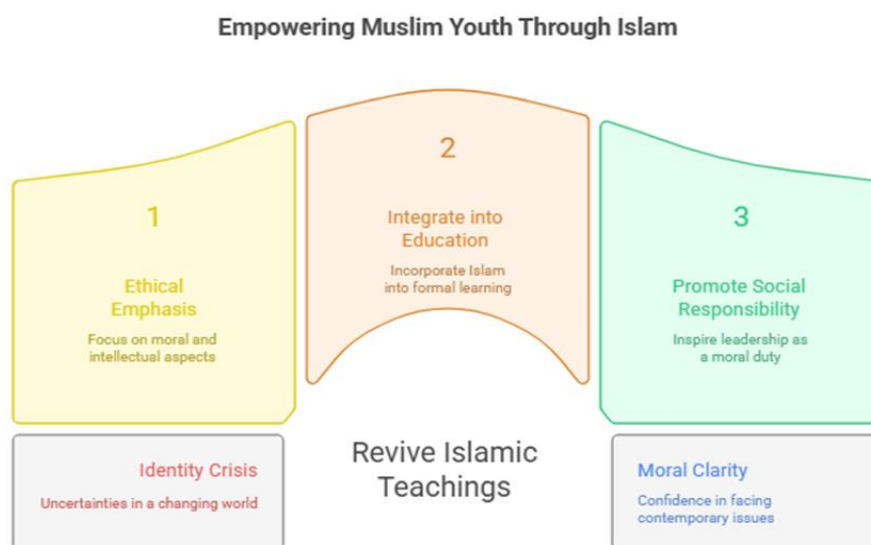 Empowering Muslim Youth Through Islam
1
Ethical
Emphasis
Focus on moral and
intellectual aspects
2
Integrate into
Education
Incorporate Islam
into formal learning
3
Promote Social
Responsibility
Inspire leadership as
a moral duty
Identity Crisis
Uncertainties in a changing world
Revive Islamic
Teachings
Moral Clarity
Confidence in facing
contemporary issues